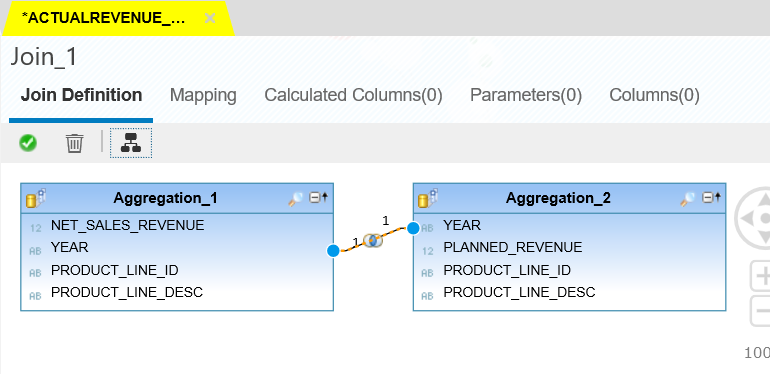 *ACTUALREVENUE_... ×
Join_1
Join Definition Mapping Calculated Columns(0) Parameters(0) Columns(0)
Aggregation_1
12 NET_SALES_REVENUE
AB YEAR
AB PRODUCT_LINE_ID
AB PRODUCT_LINE_DESC
1
1
Aggregation_2
AB YEAR
12 PLANNED_REVENUE
AB PRODUCT_LINE_ID
AB PRODUCT_LINE_DESC
100